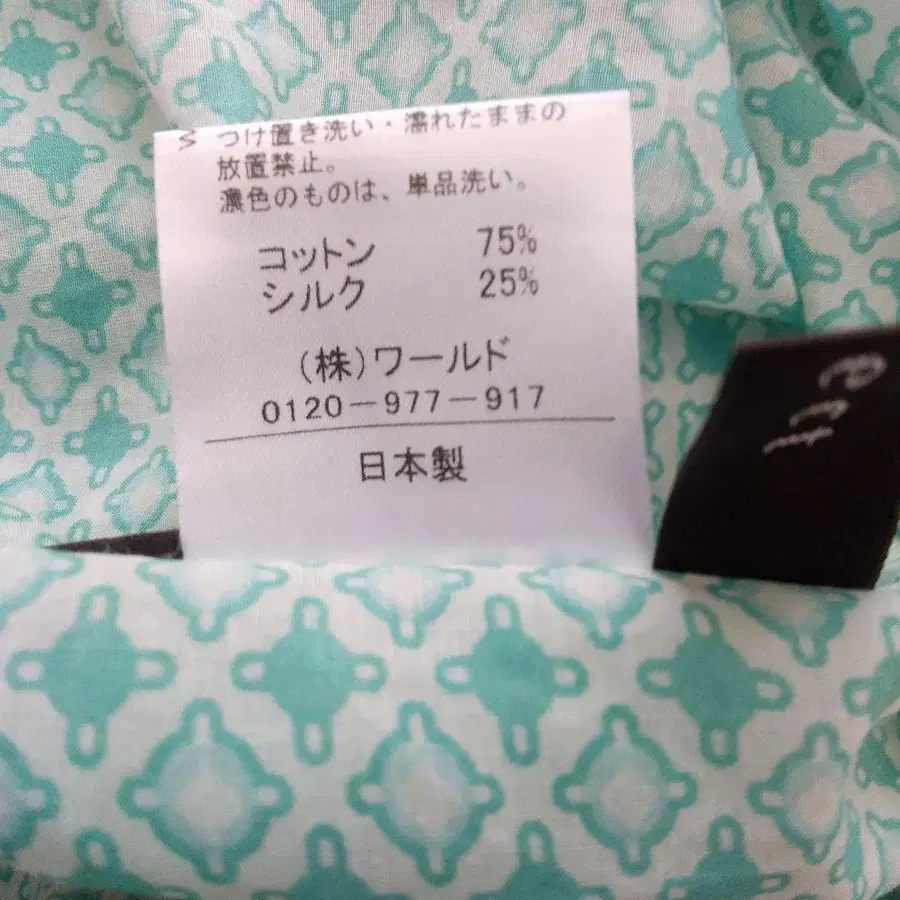 つけ置き洗い・濡れたままの
放置禁止。
濃色のものは、単品洗い。
コットン 75%
シルク 25%
(株)ワールド
0120-977-917
日本製